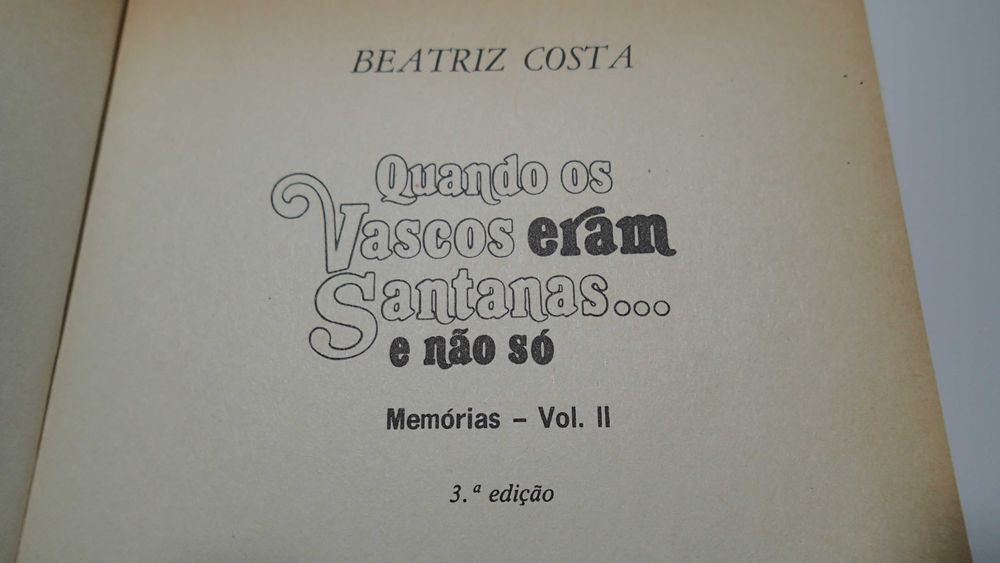 BEATRIZ COSTA
Quando os
Vascos eram
Santanas...
e não só
Memórias – Vol. II
3.ª edição